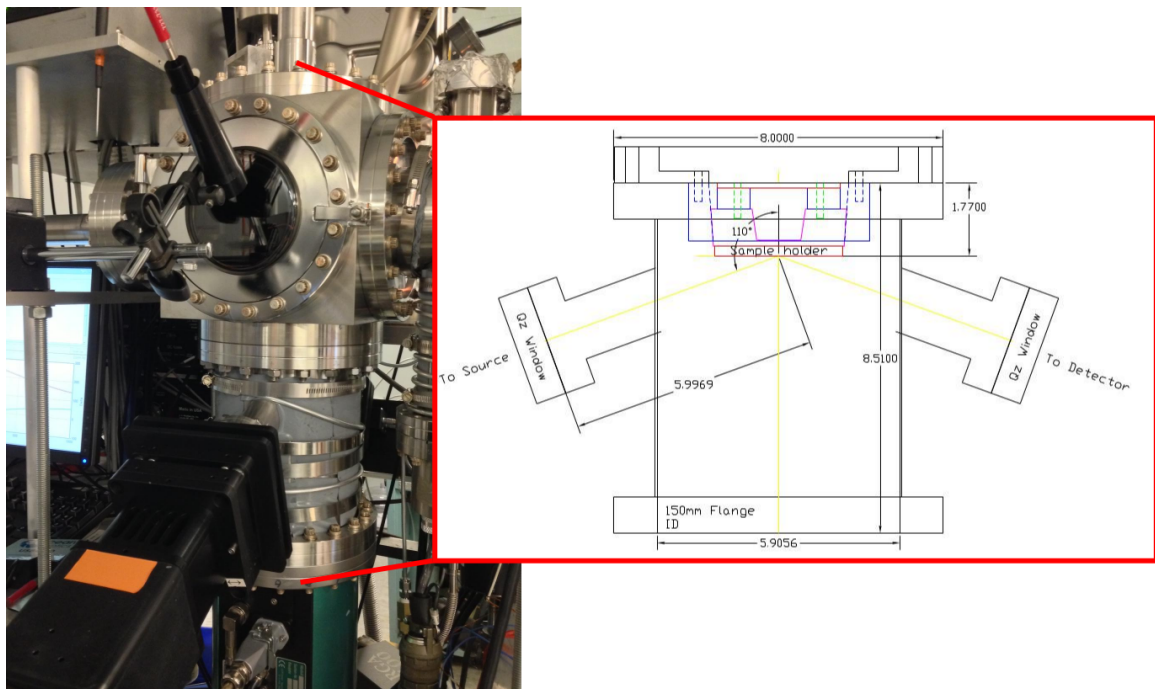 8.0000
1.7700
110°
Sample holder
Qz Window
To Source
5.9969
8.5100
Qz Window
To Detector
150mm Flange
ID
5.9056
RGA